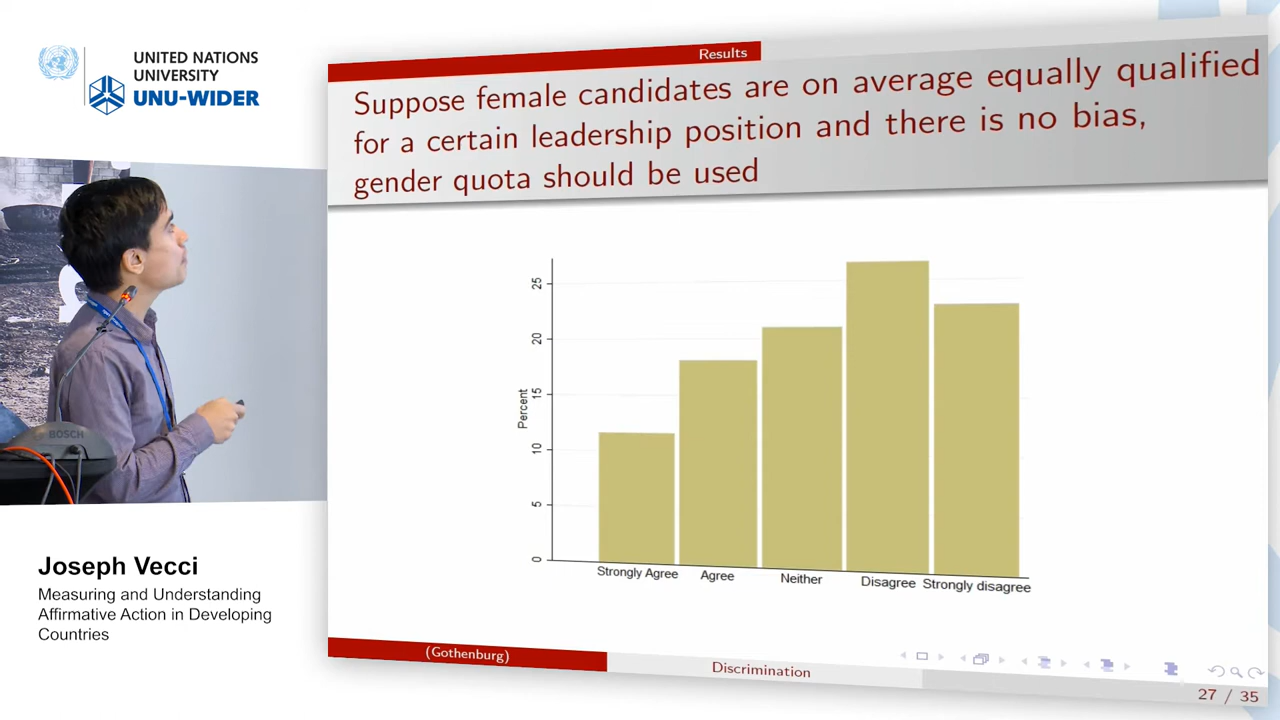 UNITED NATIONS
UNIVERSITY
UNU-WIDER
Results
Suppose female candidates are on average equally qualified
for a certain leadership position and there is no bias,
gender quota should be used
Percent
25
20
15
10
5
0
Strongly Agree
Agree
Neither
Disagree
Strongly disagree
BOSCH
Joseph Vecci
Measuring and Understanding
Affirmative Action in Developing
Countries
(Gothenburg)
Discrimination
27 / 35